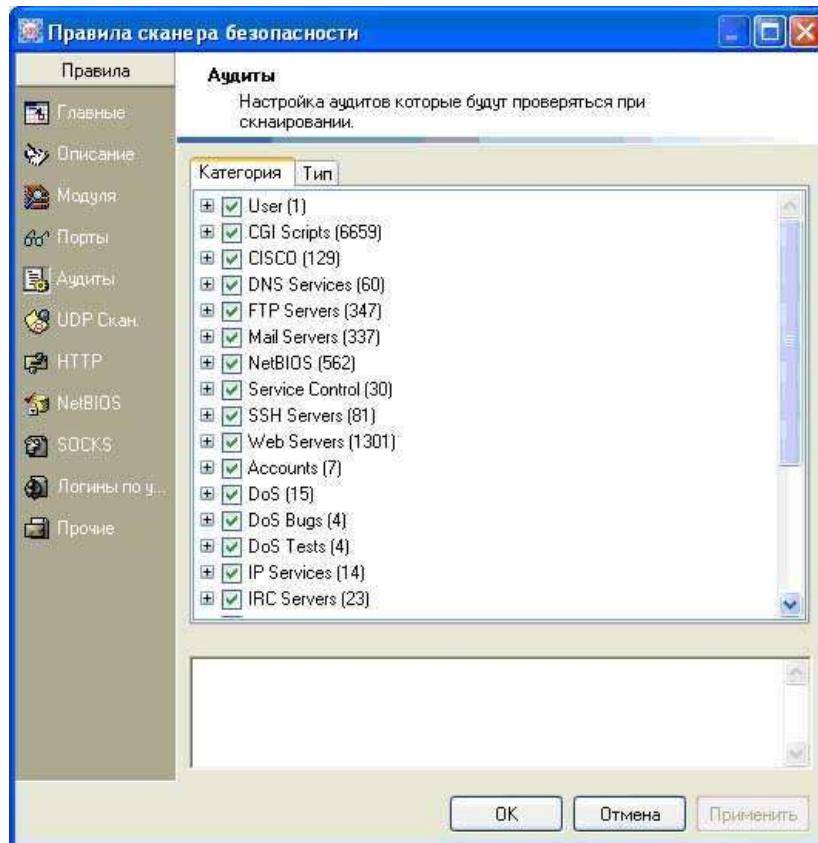 Правила сканера безопасности
Правила
Главные
Описание
Модуля
Порты
Аудиты
UDP Скан.
HTTP
NetBIOS
SOCKS
Логины по у...
Прочие
Аудиты
Настройка аудитов которые будут проверяться при
скнаировании.
Категория
Тип
User (1)
CGI Scripts (6659)
CISCO (129)
DNS Services (60)
FTP Servers (347)
Mail Servers (337)
NetBIOS (562)
Service Control (30)
SSH Servers (81)
Web Servers (1301)
Accounts (7)
DoS (15)
DoS Bugs (4)
DoS Tests (4)
IP Services (14)
IRC Servers (23)
OK
Отмена
Применить